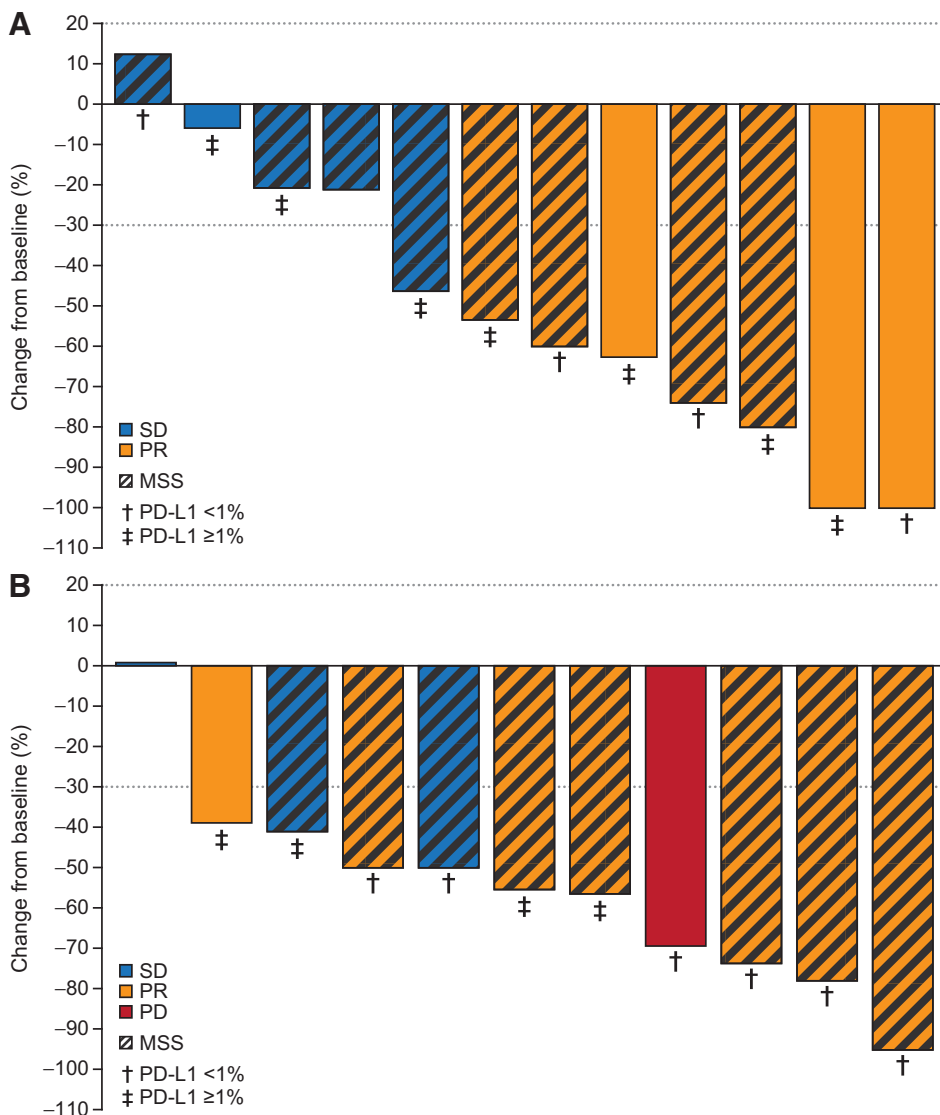 A
Change from baseline (%)
20
10
0
–10
–20
–30
–40
–50
–60
–70
–80
–90
–100
–110
† ‡ ‡ ‡ ‡ † ‡ † ‡ ‡ †
SD
PR
MSS
† PD-L1 <1%
‡ PD-L1 ≥1%
B
Change from baseline (%)
20
10
0
–10
–20
–30
–40
–50
–60
–70
–80
–90
–100
–110
‡ ‡ † † ‡ ‡ † † † †
SD
PR
PD
MSS
† PD-L1 <1%
‡ PD-L1 ≥1%